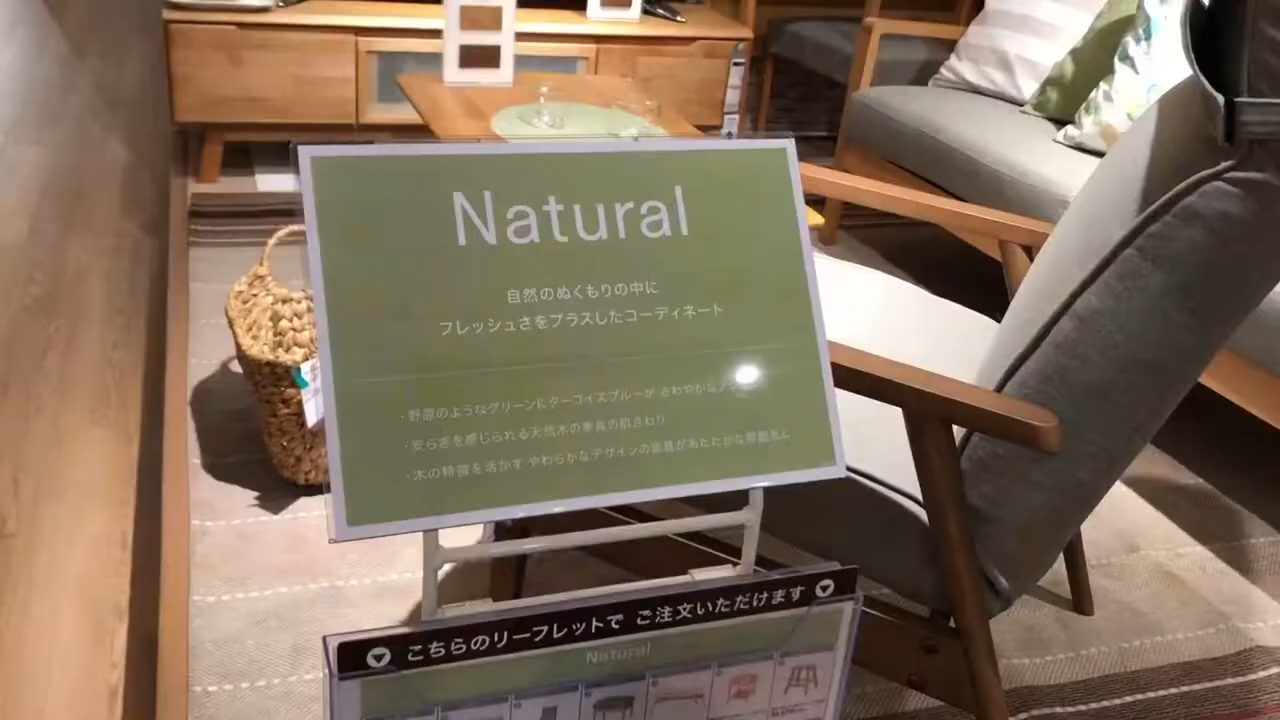 Natural
自然のぬくもりの中に
フレッシュさをプラスしたコーディネート
・野原のようなグリーンにターコイズブルーが さわやかな
・安らぎを感じられる天然木の家具の肌ざわり
・木の特徴を活かす やわらかなデザインの家具があたたかな雰囲気に
こちらのリーフレットで ご注文いただけます
Natural